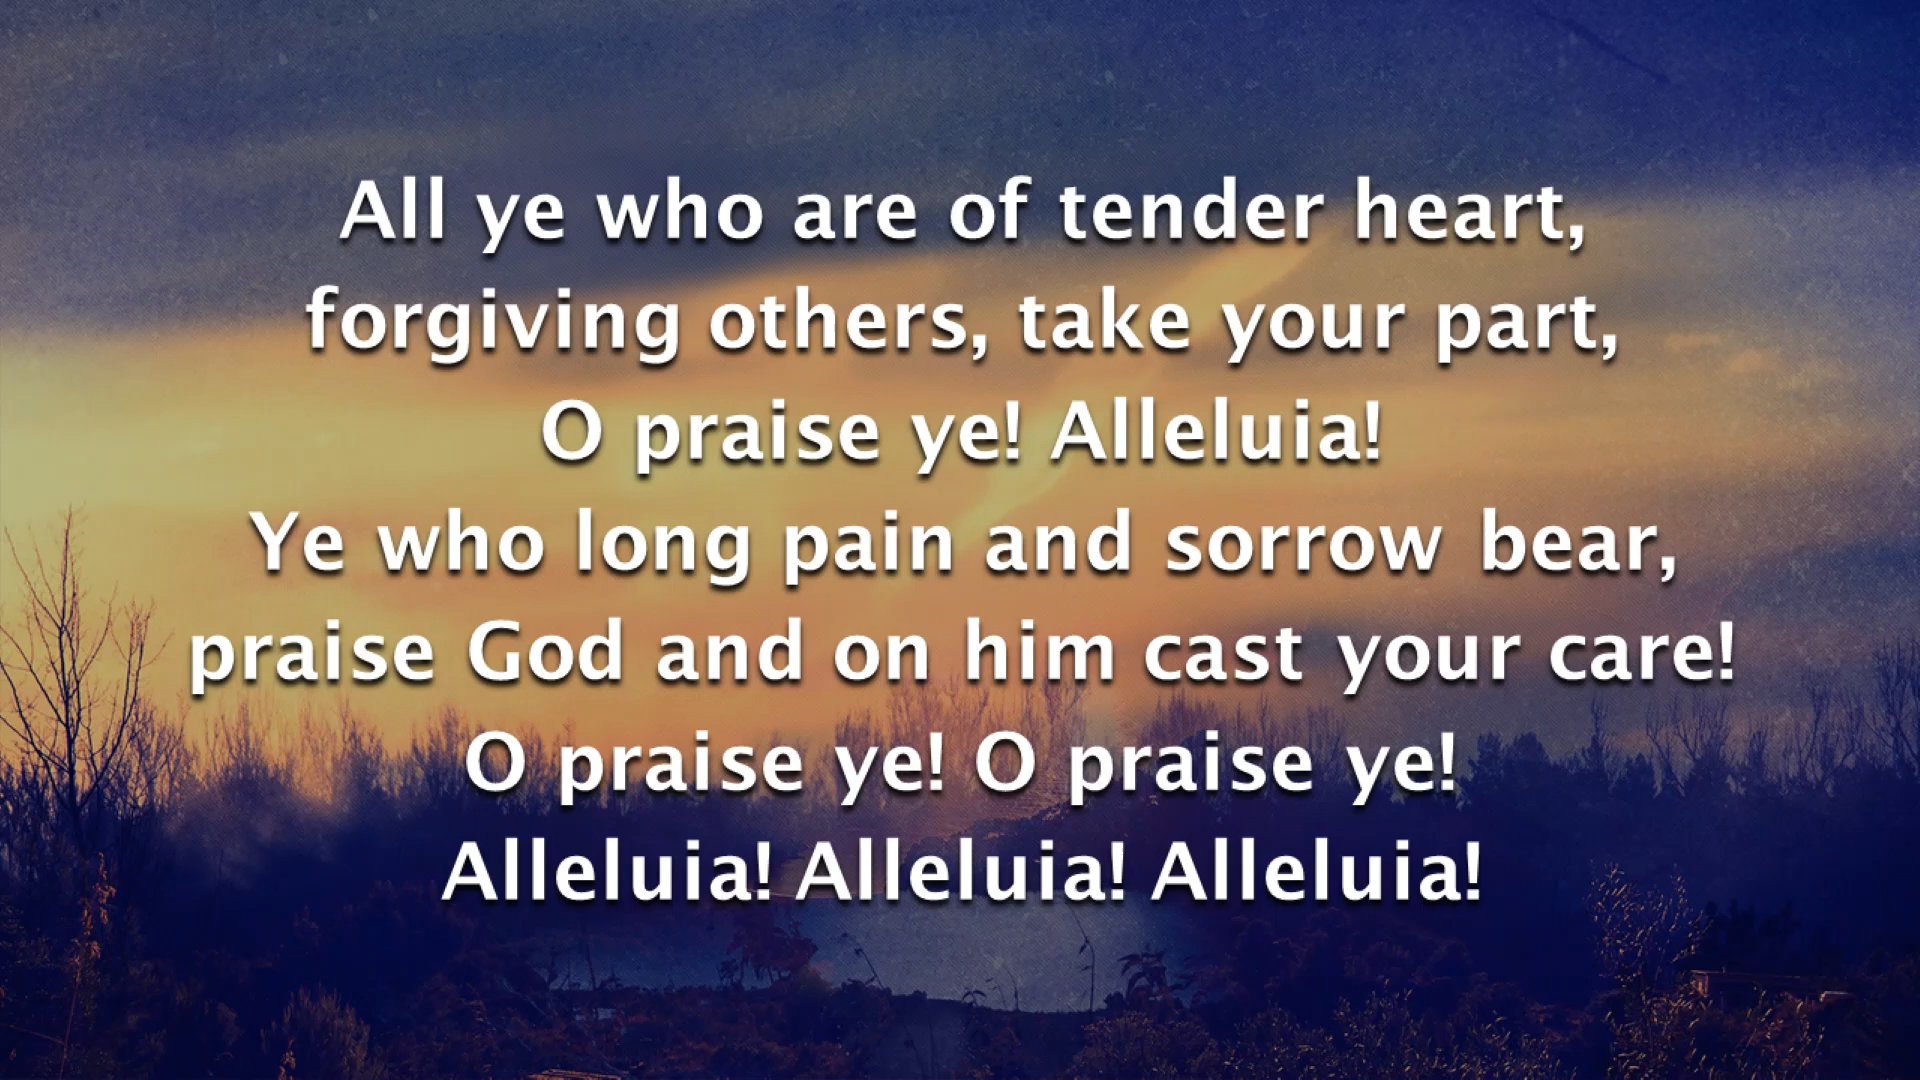 All ye who are of tender heart,
forgiving others, take your part,
O praise ye! Alleluia!
Ye who long pain and sorrow bear,
praise God and on him cast your care!
O praise ye! O praise ye!
Alleluia! Alleluia! Alleluia!